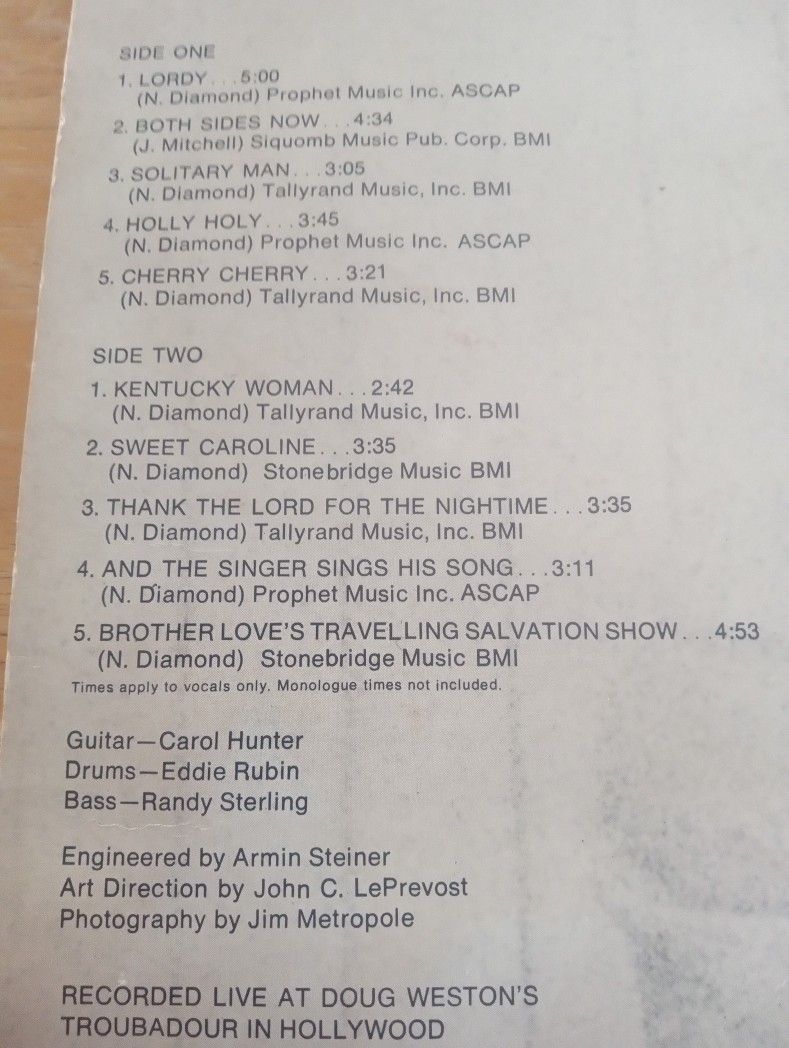 SIDE ONE
1. LORDY...5:00
(N. Diamond) Prophet Music Inc. ASCAP
2. BOTH SIDES NOW...4:34
(J. Mitchell) Siquomb Music Pub. Corp. BMI
3. SOLITARY MAN...3:05
(N. Diamond) Tallyrand Music, Inc. BMI
4. HOLLY HOLY...3:45
(N. Diamond) Prophet Music Inc. ASCAP
5. CHERRY CHERRY...3:21
(N. Diamond) Tallyrand Music, Inc. BMI
SIDE TWO
1. KENTUCKY WOMAN...2:42
(N. Diamond) Tallyrand Music, Inc. BMI
2. SWEET CAROLINE...3:35
(N. Diamond) Stonebridge Music BMI
3. THANK THE LORD FOR THE NIGHTIME...3:35
(N. Diamond) Tallyrand Music, Inc. BMI
4. AND THE SINGER SINGS HIS SONG...3:11
(N. Diamond) Prophet Music Inc. ASCAP
5. BROTHER LOVE'S TRAVELLING SALVATION SHOW...4:53
(N. Diamond) Stonebridge Music BMI
Times apply to vocals only. Monologue times not included.
Guitar—Carol Hunter
Drums—Eddie Rubin
Bass—Randy Sterling
Engineered by Armin Steiner
Art Direction by John C. LePrevost
Photography by Jim Metropole
RECORDED LIVE AT DOUG WESTON'S
TROUBADOUR IN HOLLYWOOD